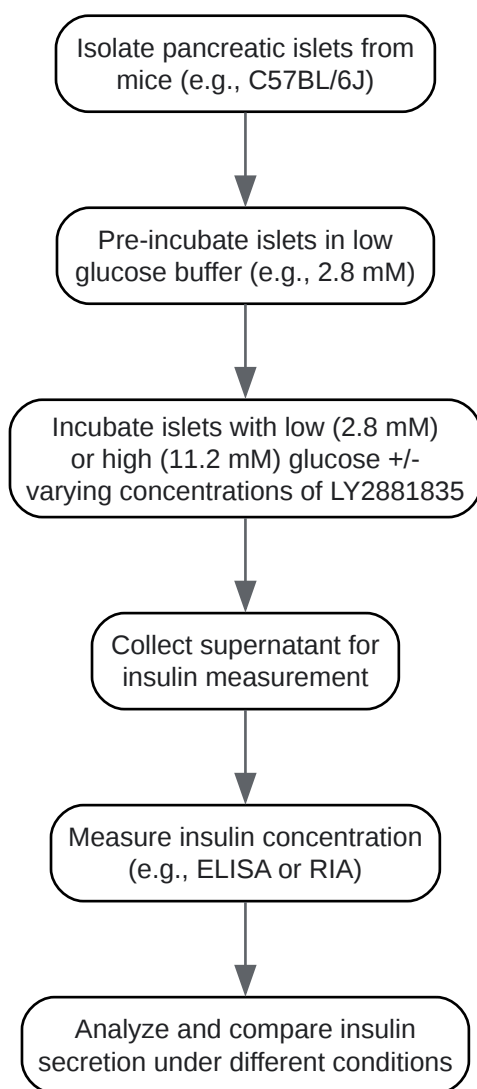 Isolate pancreatic islets from
mice (e.g., C57BL/6J)
Pre-incubate islets in low
glucose buffer (e.g., 2.8 mM)
Incubate islets with low (2.8 mM)
or high (11.2 mM) glucose +/-
varying concentrations of LY2881835
Collect supernatant for
insulin measurement
Measure insulin concentration
(e.g., ELISA or RIA)
Analyze and compare insulin
secretion under different conditions